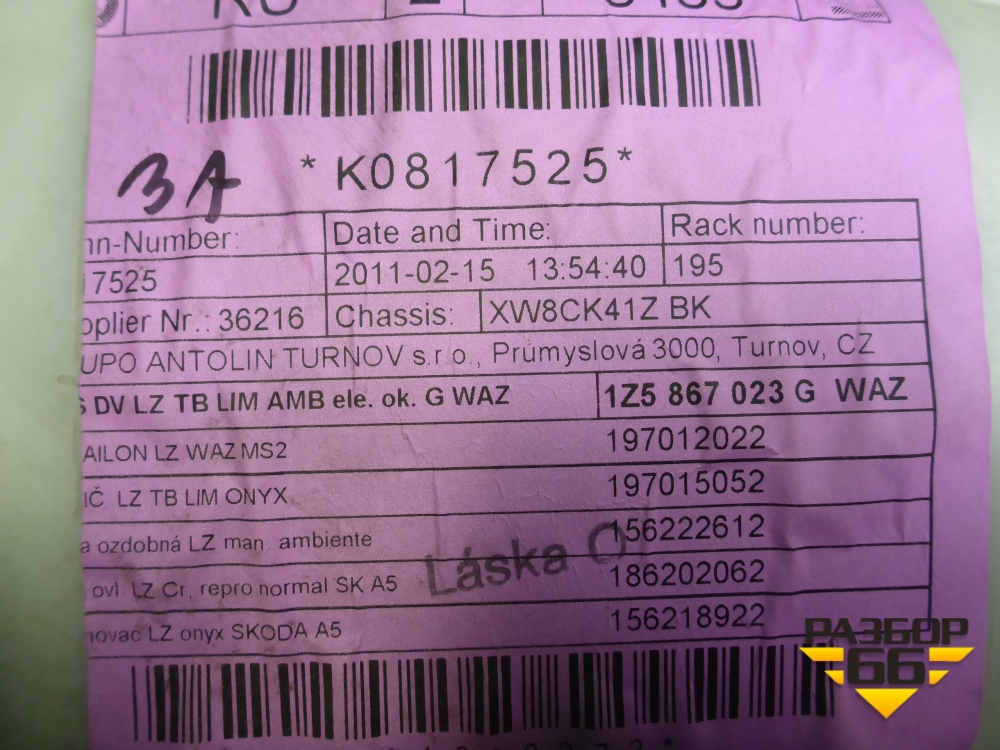 3A *K0817525*
nn-Number: Date and Time: Rack number:
7525 2011-02-15 13:54:40 195
pplier Nr.: 36216 Chassis: XW8CK41Z BK
UPO ANTOLIN TURNOV s.r.o., Průmyslová 3000, Turnov, CZ
DV LZ TB LIM AMB ele. ok. G WAZ 1Z5 867 023 G WAZ
AILON LZ WAZ MS2 197012022
IČ LZ TB LIM ONYX 197015052
a ozdobná LZ man ambiente 156222612
Láska O
ovl. LZ Cr, repro normal SK A5 186202062
novac LZ onyx SKODA A5 156218922
РАЗБОР
66